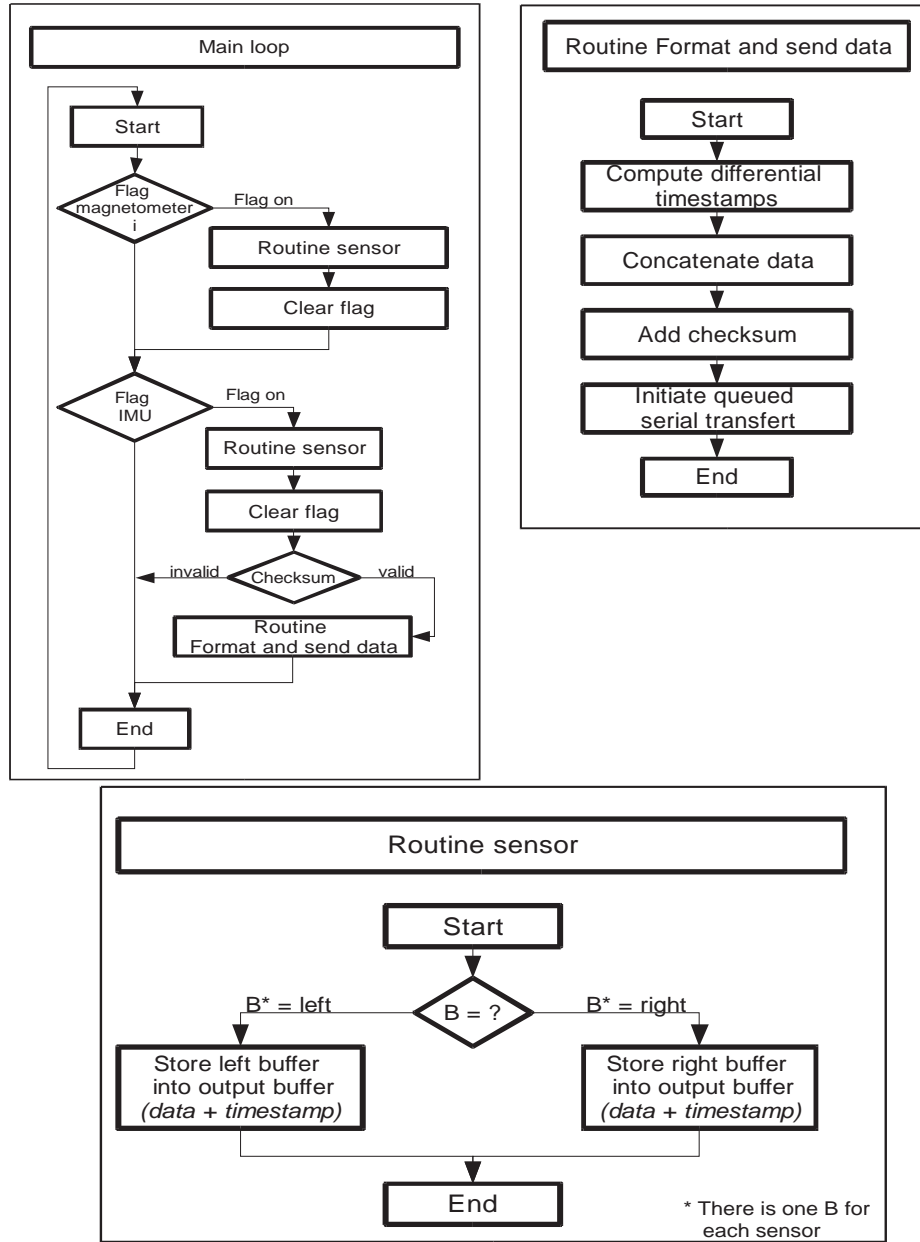 Main loop
Start
Flag
magnetometer
i
Flag on
Routine sensor
Clear flag
Flag
IMU
Flag on
Routine sensor
Clear flag
Checksum
invalid
valid
Routine
Format and send data
End
Routine Format and send data
Start
Compute differential
timestamps
Concatenate data
Add checksum
Initiate queued
serial transfert
End
Routine sensor
Start
B = ?
B* = left
B* = right
Store left buffer
into output buffer
(data + timestamp)
Store right buffer
into output buffer
(data + timestamp)
End
* There is one B for
each sensor